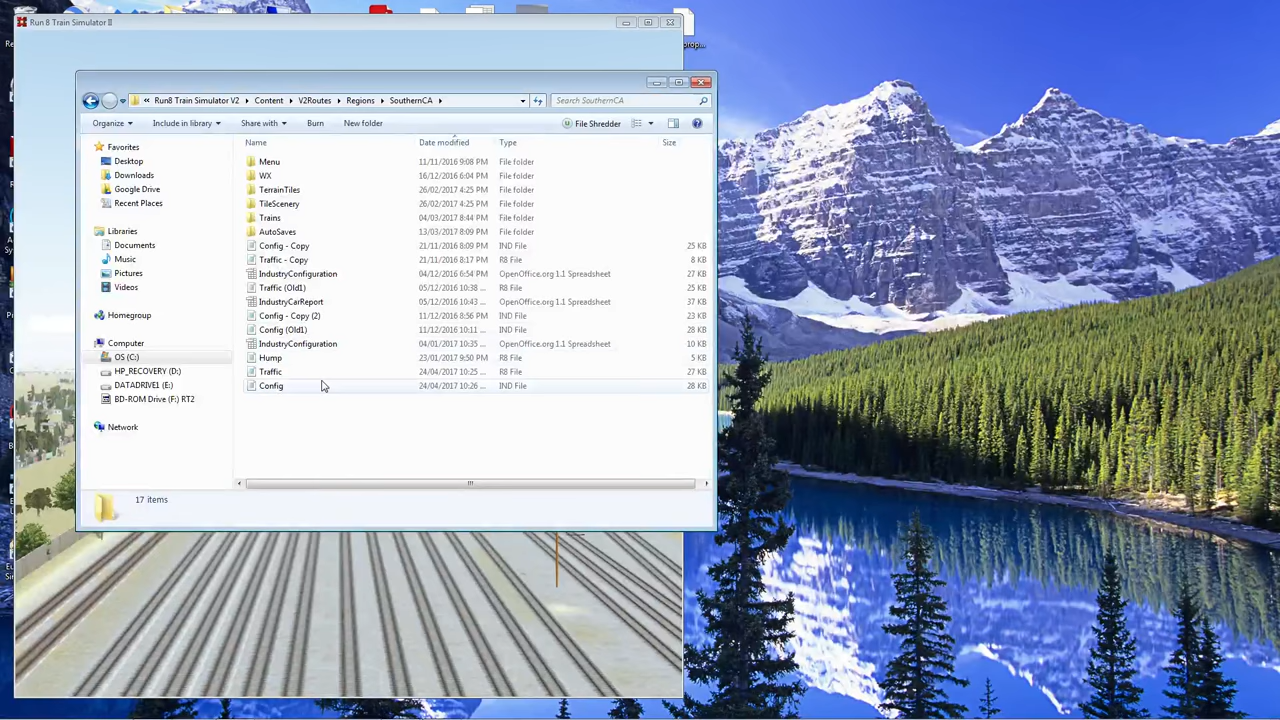 Run 8 Train Simulator II
prop...
« Run8 Train Simulator V2 ▸ Content ▸ V2Routes ▸ Regions ▸ SouthernCA ▸
Search SouthernCA
Organize Include in library Share with Burn New folder File Shredder
Name Date modified Type Size
Favorites
Desktop
Downloads
Google Drive
Recent Places
Libraries
Documents
Music
Pictures
Videos
Homegroup
Computer
OS (C:)
HP_RECOVERY (D:)
DATADRIVE1 (E:)
BD-ROM Drive (F:) RT2
Network
Menu 11/11/2016 9:08 PM File folder
WX 16/12/2016 6:04 PM File folder
TerrainTiles 26/02/2017 4:25 PM File folder
TileScenery 26/02/2017 4:25 PM File folder
Trains 04/03/2017 8:44 PM File folder
AutoSaves 13/03/2017 8:09 PM File folder
Config - Copy 21/11/2016 8:09 PM IND File 25 KB
Traffic - Copy 21/11/2016 8:17 PM R8 File 8 KB
IndustryConfiguration 04/12/2016 6:54 PM OpenOffice.org 1.1 Spreadsheet 27 KB
Traffic (Old1) 05/12/2016 10:38 ... R8 File 25 KB
IndustryCarReport 05/12/2016 10:43 ... OpenOffice.org 1.1 Spreadsheet 37 KB
Config - Copy (2) 11/12/2016 8:56 PM IND File 23 KB
Config (Old1) 11/12/2016 10:11 ... IND File 28 KB
IndustryConfiguration 04/01/2017 10:35 ... OpenOffice.org 1.1 Spreadsheet 10 KB
Hump 23/01/2017 9:50 PM R8 File 5 KB
Traffic 24/04/2017 10:25 ... R8 File 27 KB
Config 24/04/2017 10:26 ... IND File 28 KB
17 items